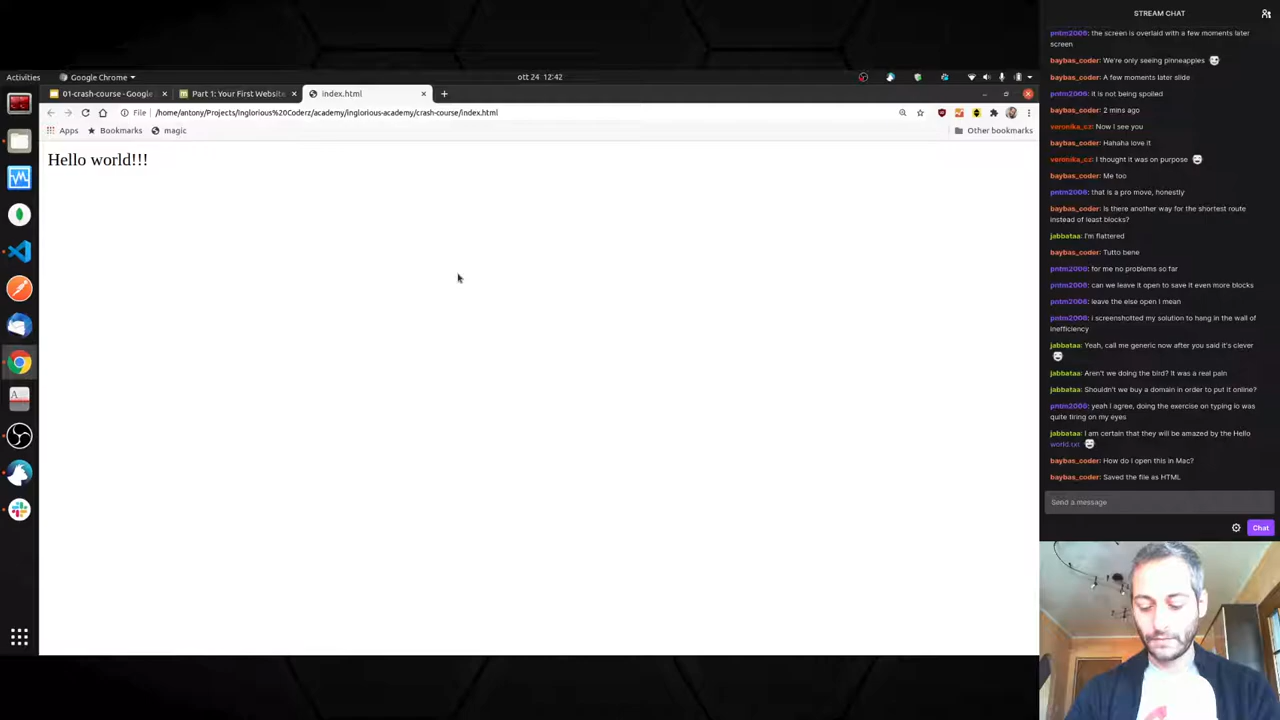 STREAM CHAT
Activities
Google Chrome
ott 24 12:42
01-crash-course - Google
Part 1: Your First Website
index.html
File
/home/antony/Projects/Inglorious%20Coderz/academy/inglorious-academy/crash-course/index.html
Apps
Bookmarks
magic
Other bookmarks
Hello world!!!
pntm2006: the screen is overlaid with a few moments later
screen
baybas_coder: We're only seeing pinneapples
baybas_coder: A few moments later slide
pntm2006: it is not being spoiled
baybas_coder: 2 mins ago
veronika_cz: Now I see you
baybas_coder: Hahaha love it
veronika_cz: I thought it was on purpose
baybas_coder: Me too
pntm2006: that is a pro move, honestly
baybas_coder: Is there another way for the shortest route
instead of least blocks?
jabbataa: I'm flattered
baybas_coder: Tutto bene
pntm2006: for me no problems so far
pntm2006: can we leave it open to save it even more blocks
pntm2006: leave the else open I mean
pntm2006: i screenshotted my solution to hang in the wall of
inefficiency
jabbataa: Yeah, call me generic now after you said it's clever
jabbataa: Aren't we doing the bird? It was a real pain
jabbataa: Shouldn't we buy a domain in order to put it online?
pntm2006: yeah I agree, doing the exercise on typing io was
quite tiring on my eyes
jabbataa: I am certain that they will be amazed by the Hello
world.txt
baybas_coder: How do I open this in Mac?
baybas_coder: Saved the file as HTML
Send a message
Chat